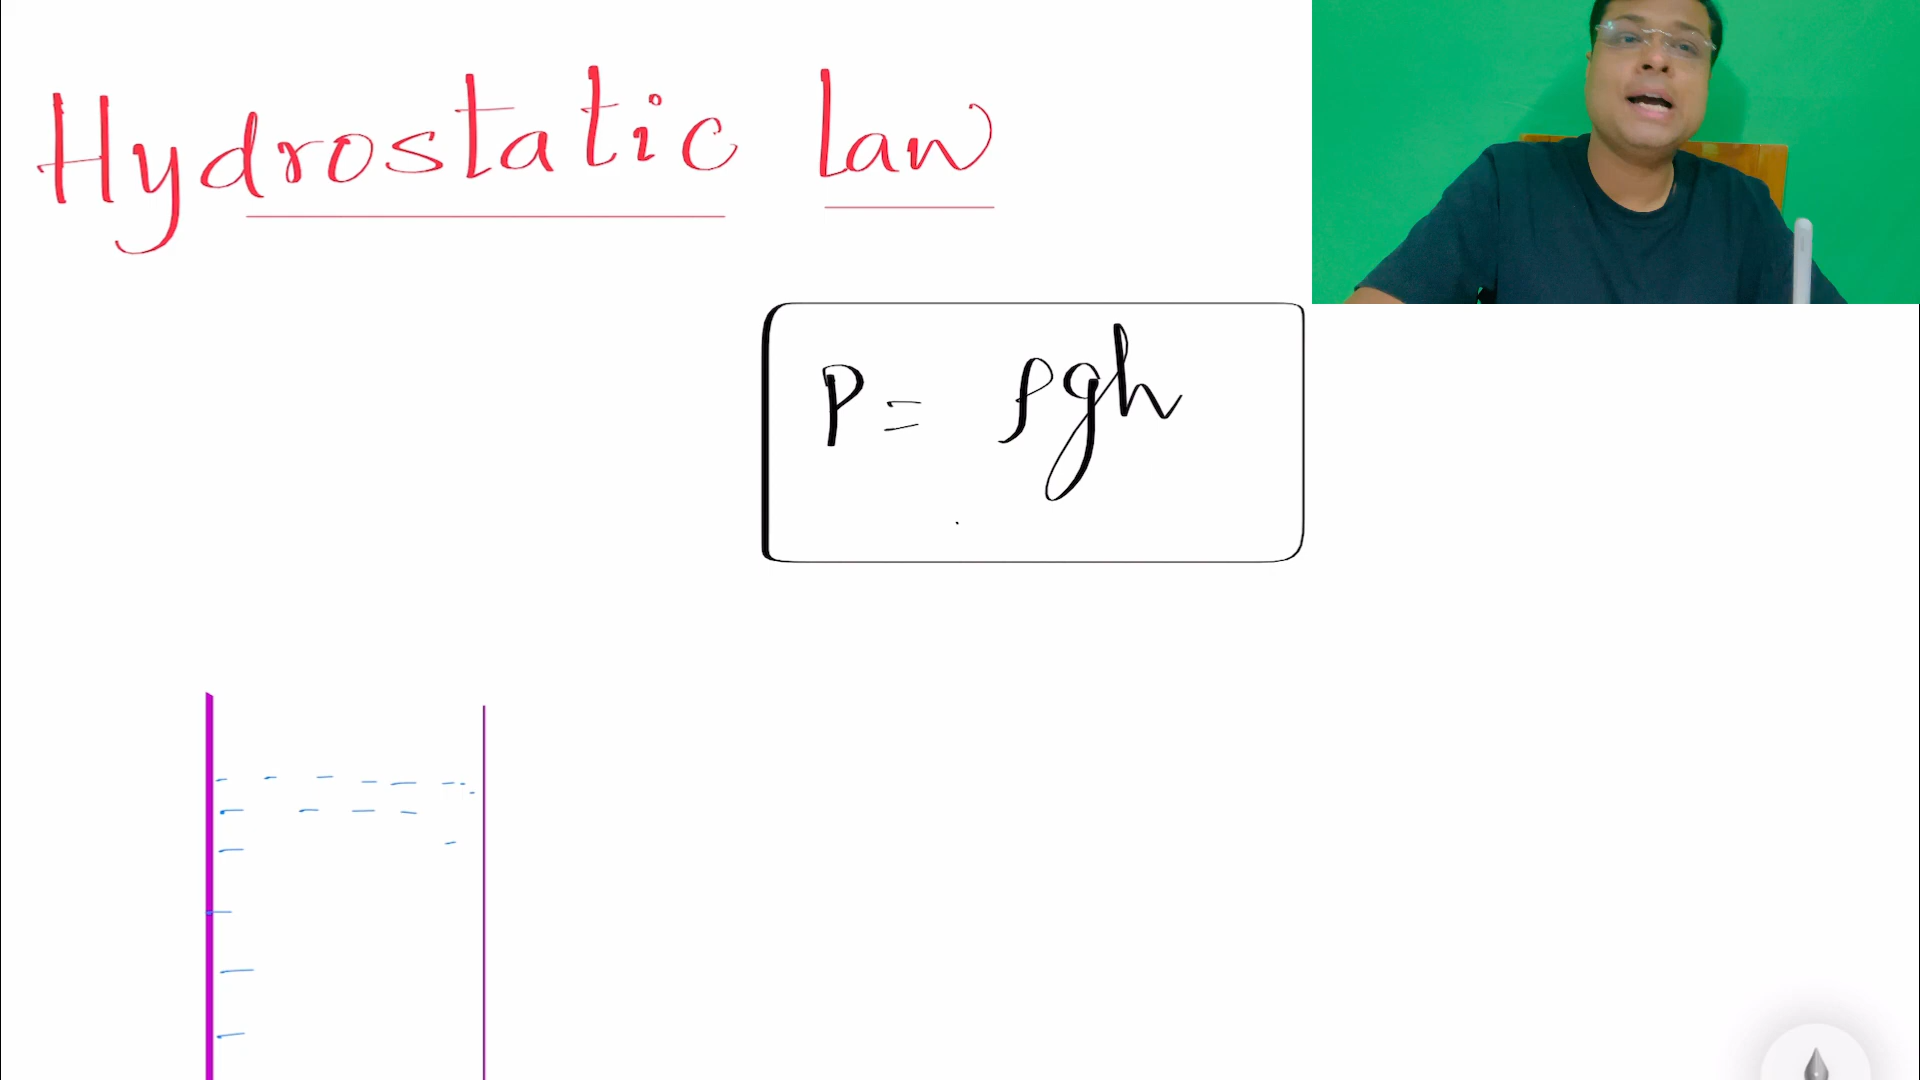 Hydrostatic law
P = ρgh